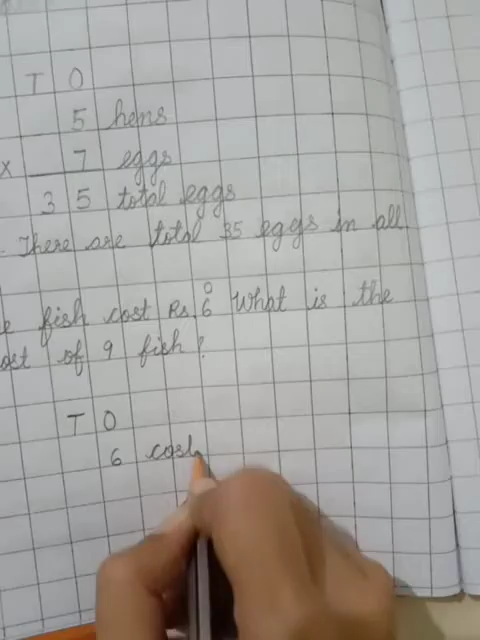 T O
5 hens
x 7 eggs
3 5 total eggs
There are total 35 eggs in all
fish cost Rs. 6 What is the
of 9 fish?
T O
6 cost